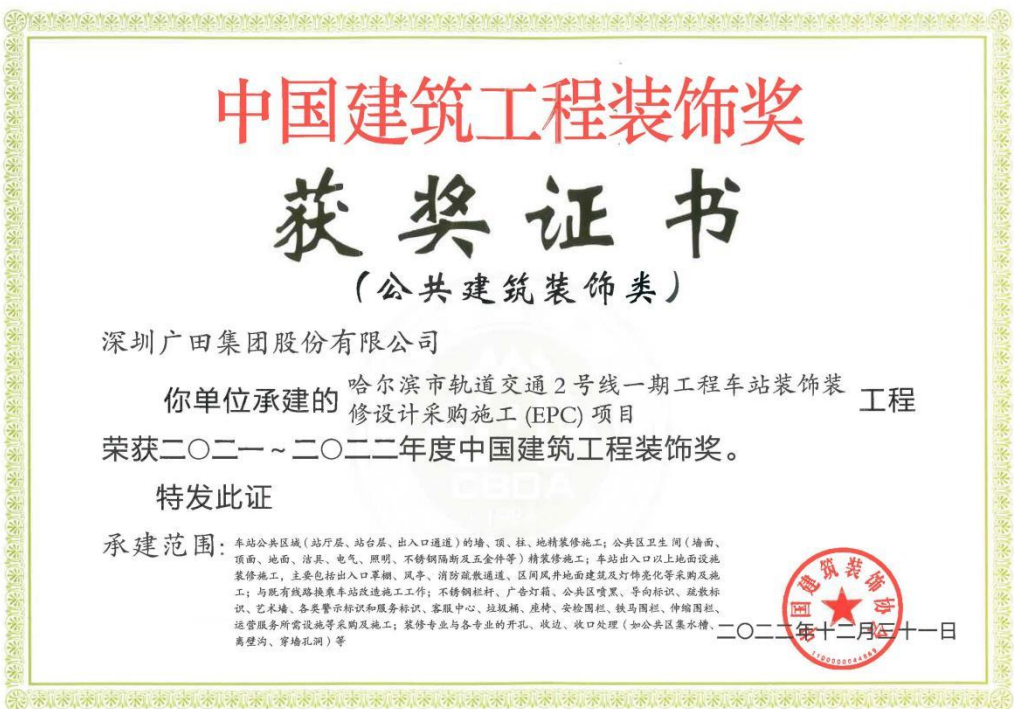 中国建筑工程装饰奖
获奖证书
(公共建筑装饰类)
深圳广田集团股份有限公司
你单位承建的 哈尔滨市轨道交通2号线一期工程车站装饰装
修设计采购施工(EPC)项目 工程
荣获二〇二一~二〇二二年度中国建筑工程装饰奖。
特发此证
承建范围:车站公共区域(站厅层、站台层、出入口通道)的墙、顶、柱、地精装修施工;公共区卫生间(墙面、
顶面、地面、洁具、电气、照明、不锈钢隔断及五金件等)精装修施工;车站出入口以上地面设施
装修施工,主要包括出入口罩棚、风亭、消防疏散通道、区间风井地面建筑及灯饰亮化等采购及施
工;与既有线路换乘车站改造施工工作;不锈钢栏杆、广告灯箱、公共区喷黑、导向标识、疏散标
识、艺术墙、各类警示标识和服务标识、客服中心、垃圾桶、座椅、安检围栏、铁马围栏、伸缩围栏、
运营服务所需设施等采购及施工;装修专业与各专业的开孔、收边、收口处理(如公共区集水槽、
离壁沟、穿墙孔洞)等
二〇二二年十二月三十一日
中国建筑装饰协会
CBDA